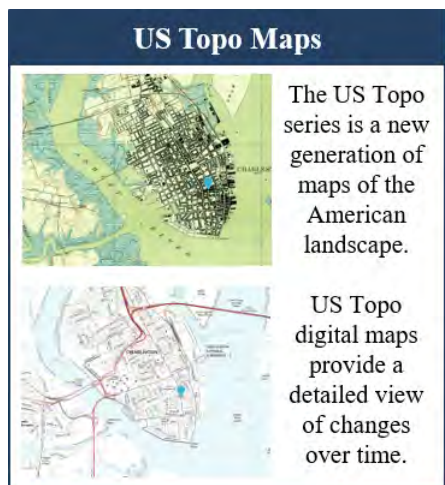 US Topo Maps
The US Topo
series is a new
generation of
maps of the
American
landscape.
US Topo
digital maps
provide a
detailed view
of changes
over time.